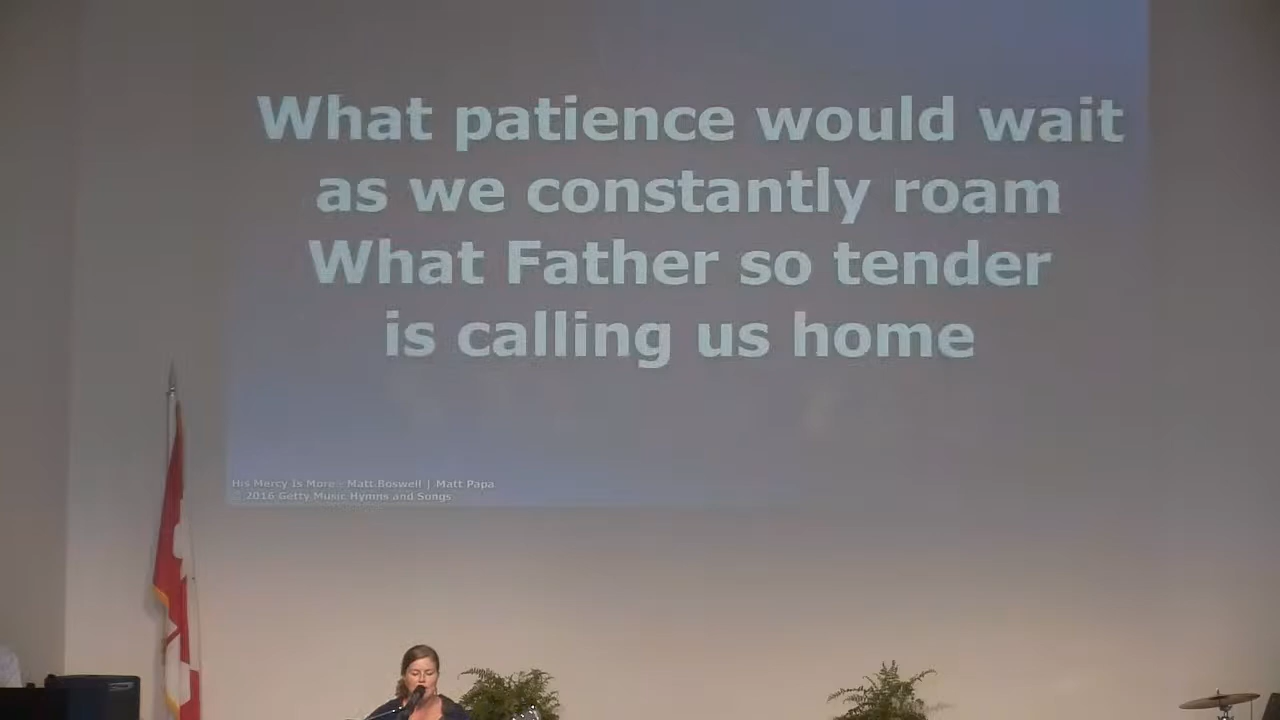 What patience would wait
as we constantly roam
What Father so tender
is calling us home
His Mercy Is More - Matt Boswell | Matt Papa
© 2016 Getty Music Hymns and Songs